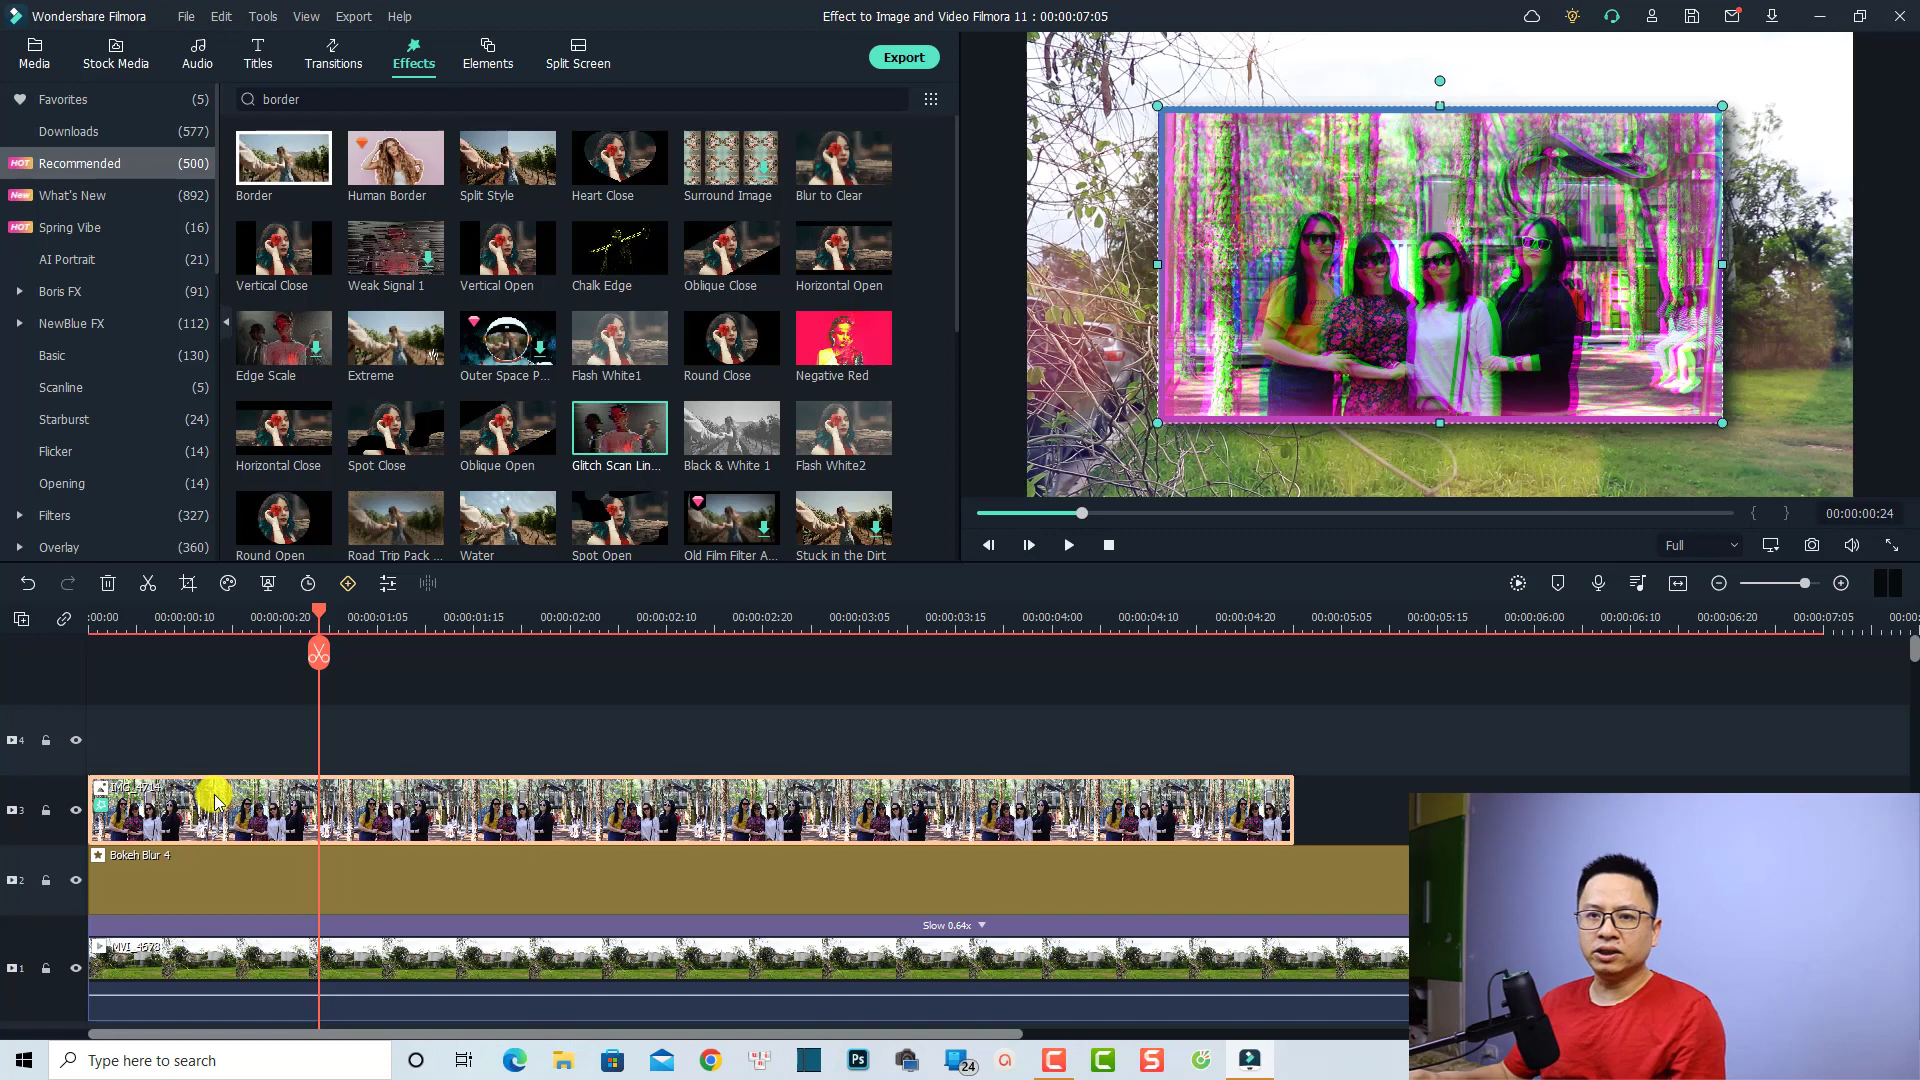 Wondershare Filmora File Edit Tools View Export Help Effect to Image and Video Filmora 11 : 00:00:07:05
Media Stock Media Audio Titles Transitions Effects Elements Split Screen Export
Favorites (5)
Downloads (577)
HOT Recommended (500)
New What's New (892)
HOT Spring Vibe (16)
AI Portrait (21)
Boris FX (91)
NewBlue FX (112)
Basic (130)
Scanline (5)
Starburst (24)
Flicker (14)
Opening (14)
Filters (327)
Overlay (360)
border
Border Human Border Split Style Heart Close Surround Image Blur to Clear
Vertical Close Weak Signal 1 Vertical Open Chalk Edge Oblique Close Horizontal Open
Edge Scale Extreme Outer Space P... Flash White1 Round Close Negative Red
Horizontal Close Spot Close Oblique Open Glitch Scan Lin... Black & White 1 Flash White2
Round Open Road Trip Pack ... Water Spot Open Old Film Filter A... Stuck in the Dirt
00:00:00:24
Full
:00:00 00:00:00:10 00:00:00:20 00:00:01:05 00:00:01:15 00:00:02:00 00:00:02:10 00:00:02:20 00:00:03:05 00:00:03:15 00:00:04:00 00:00:04:10 00:00:04:20 00:00:05:05 00:00:05:15 00:00:06:00 00:00:06:10 00:00:06:20 00:00:07:05 00:00:
4
3 IMG_4714
2 Bokeh Blur 4
Slow 0.64x
1 MVI_4678
Type here to search
Ps
24
C
C
S